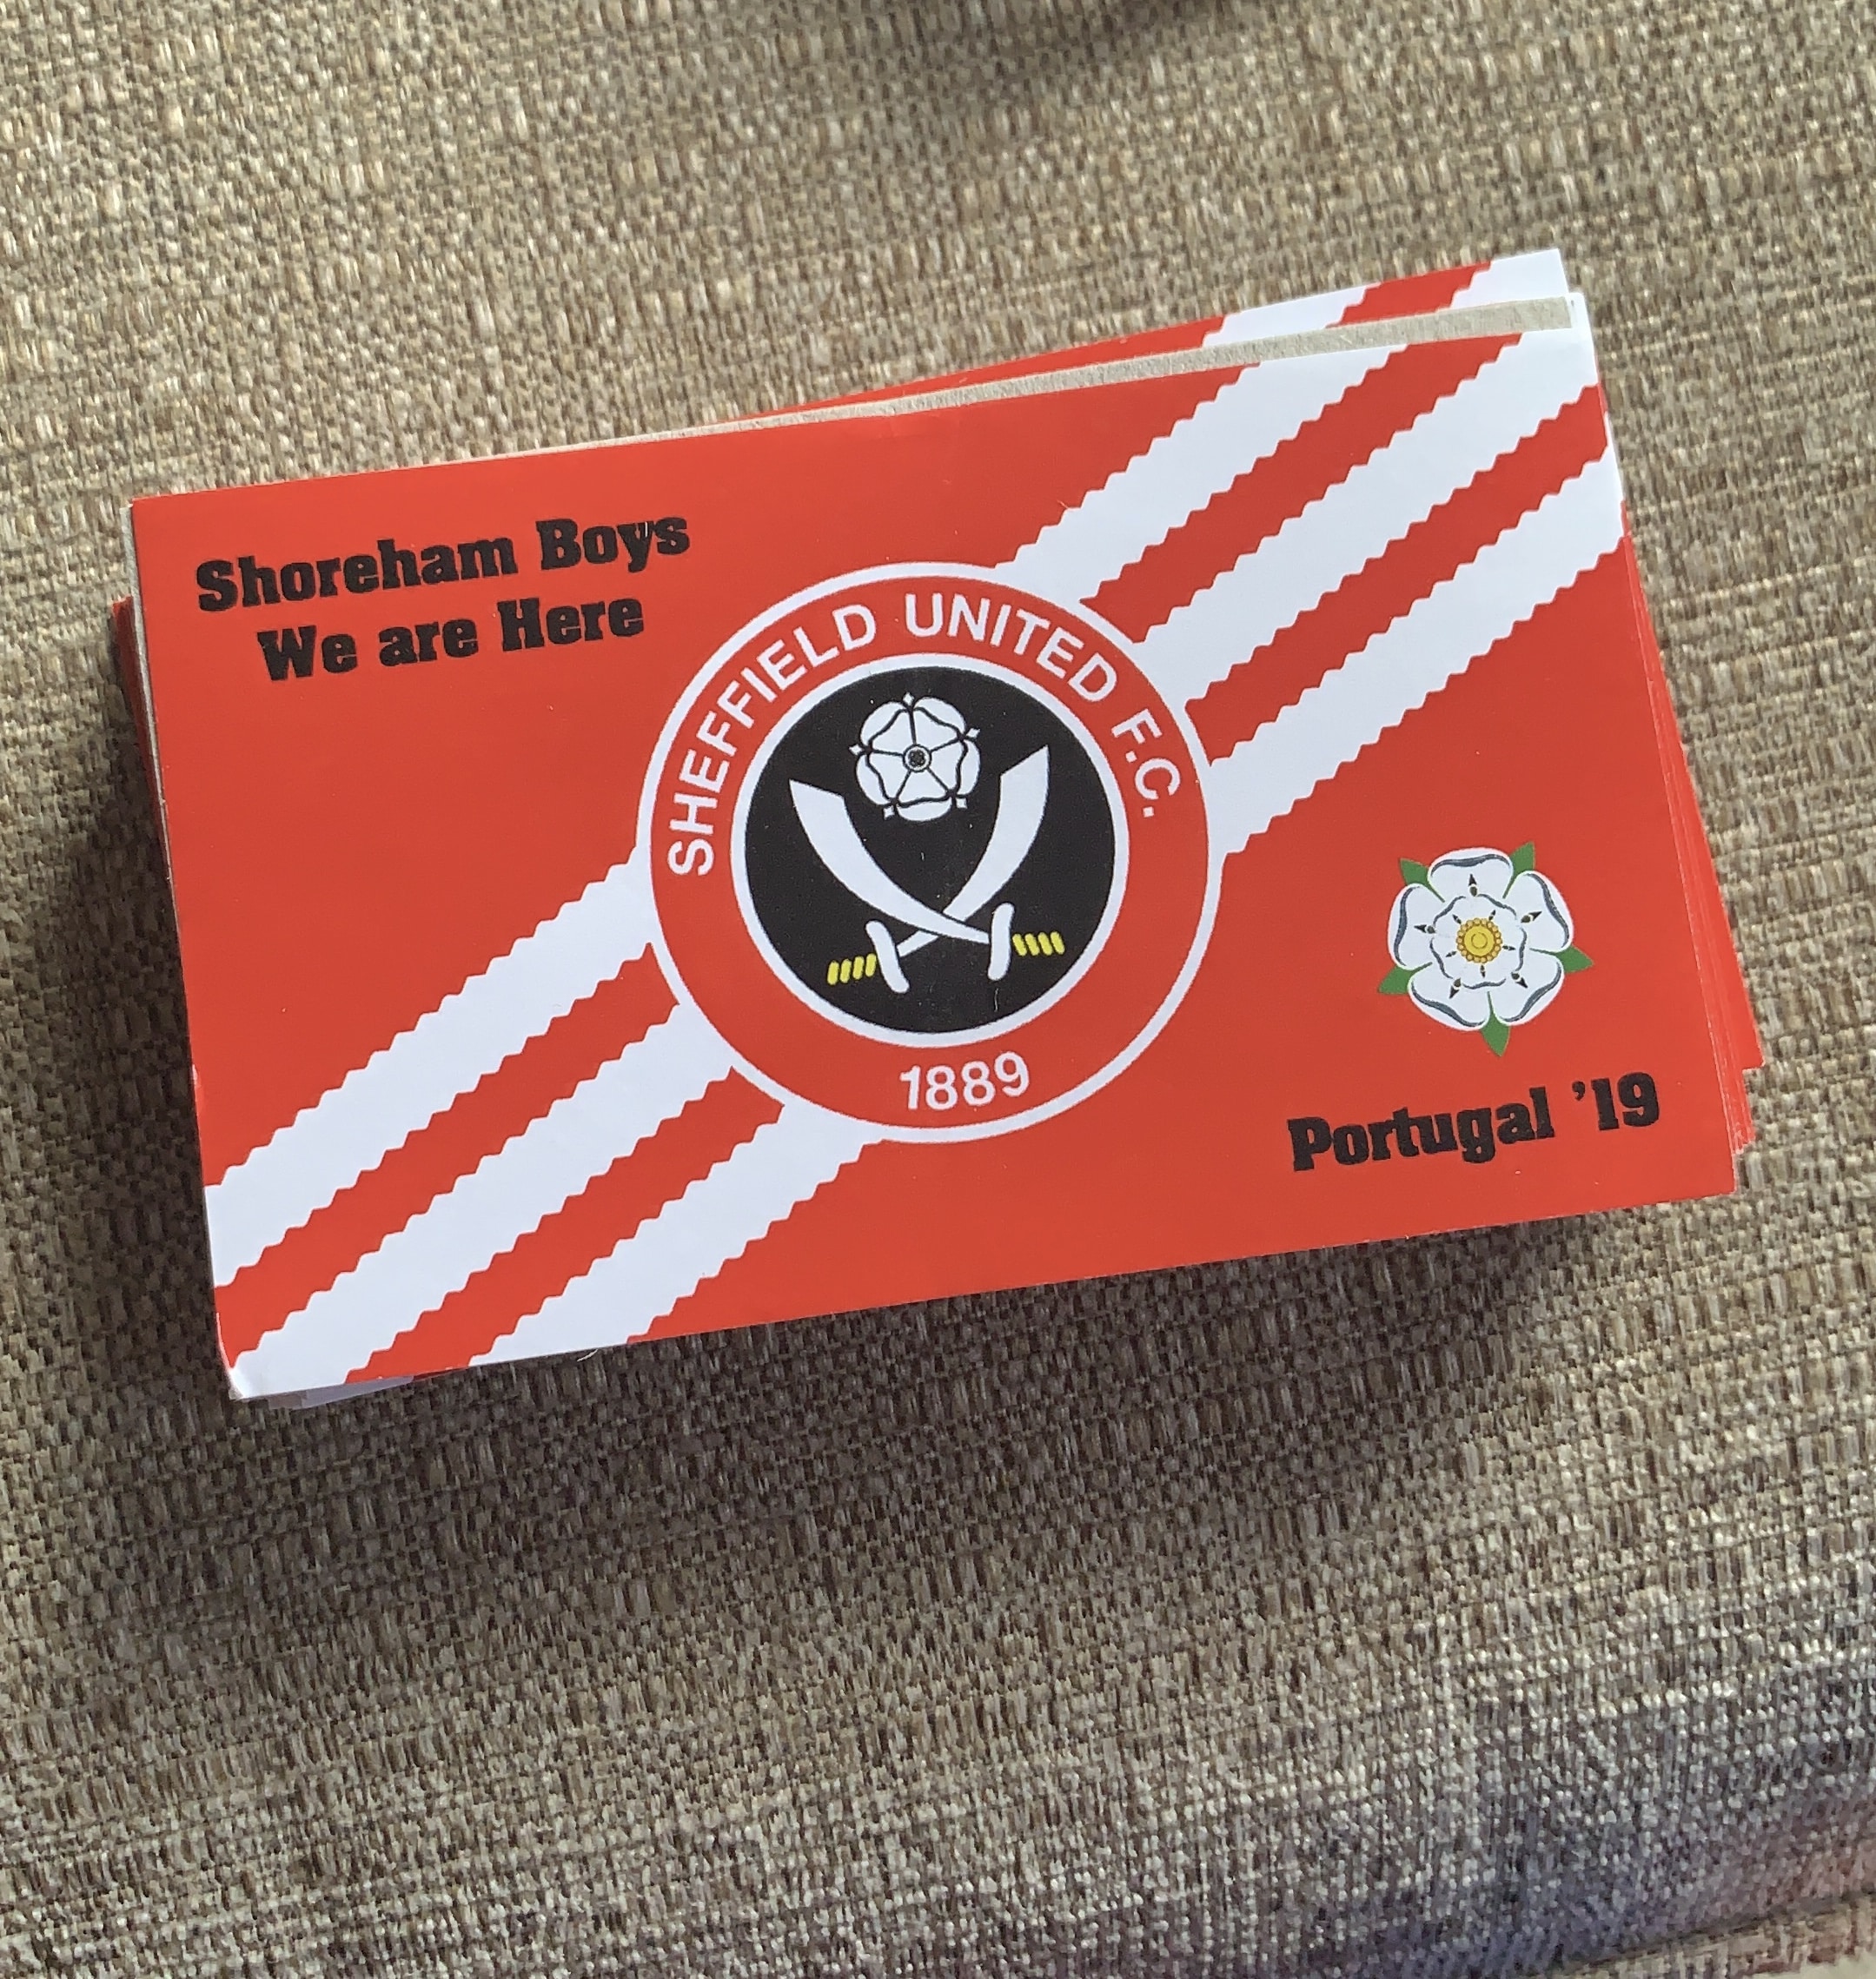 Shoreham Boys
We are Here
SHEFFIELD UNITED F.C.
1889
Portugal '19